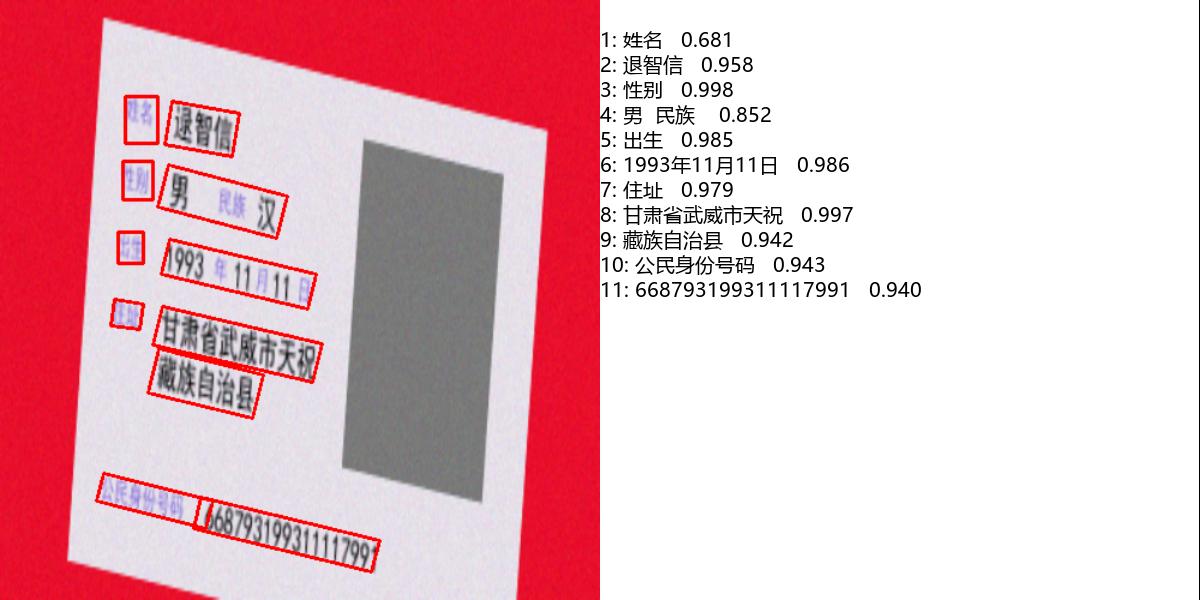 姓名 逯智信
性别 男 民族 汉
出生 1993 年 11 月 11 日
住址 甘肃省武威市天祝
藏族自治县
公民身份号码 668793199311117991
1: 姓名 0.681
2: 退智信 0.958
3: 性别 0.998
4: 男 民族 0.852
5: 出生 0.985
6: 1993年11月11日 0.986
7: 住址 0.979
8: 甘肃省武威市天祝 0.997
9: 藏族自治县 0.942
10: 公民身份号码 0.943
11: 668793199311117991 0.940